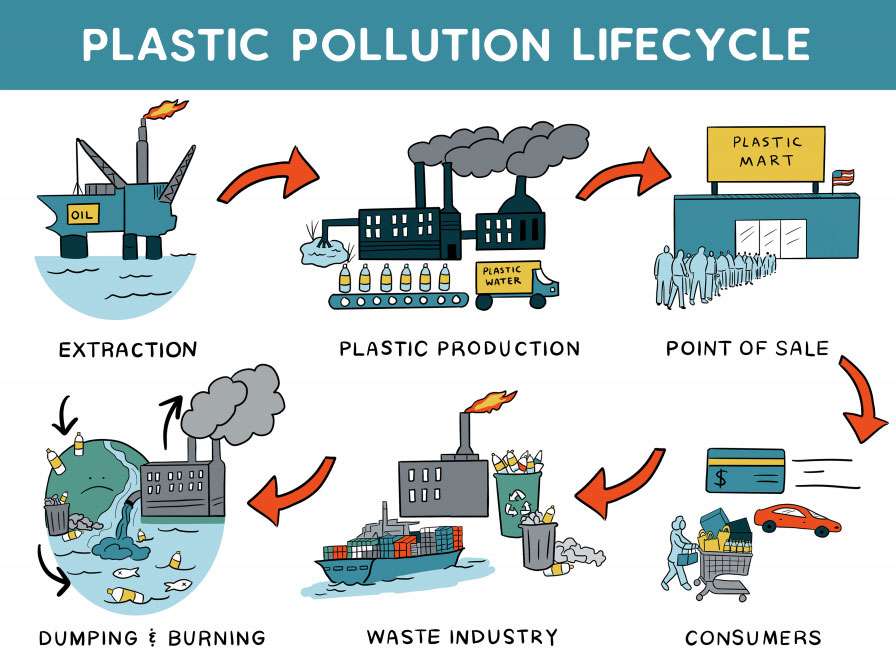 PLASTIC POLLUTION LIFECYCLE
OIL
PLASTIC
WATER
PLASTIC
MART
EXTRACTION
PLASTIC PRODUCTION
POINT OF SALE
$
DUMPING & BURNING
WASTE INDUSTRY
CONSUMERS